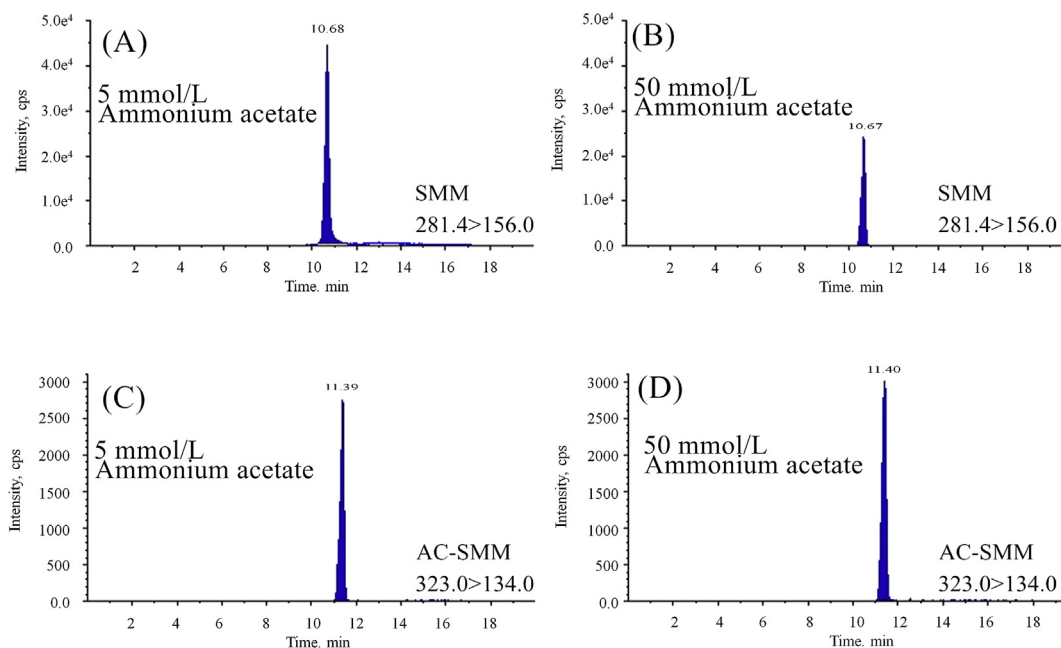 5.0e⁴
4.0e⁴
3.0e⁴
2.0e⁴
1.0e⁴
0.0
Intensity, cps
(A)
10.68
5 mmol/L
Ammonium acetate
SMM
281.4>156.0
2 4 6 8 10 12 14 16 18
Time. min
5.0e⁴
4.0e⁴
3.0e⁴
2.0e⁴
1.0e⁴
0.0
Intensity, cps
(B)
50 mmol/L
Ammonium acetate
10.67
SMM
281.4>156.0
2 4 6 8 10 12 14 16 18
Time. min
3000
2500
2000
1500
1000
500
0.0
Intensity, cps
(C)
11.39
5 mmol/L
Ammonium acetate
AC-SMM
323.0>134.0
2 4 6 8 10 12 14 16 18
Time. min
3000
2500
2000
1500
1000
500
0.0
Intensity, cps
(D)
11.40
50 mmol/L
Ammonium acetate
AC-SMM
323.0>134.0
2 4 6 8 10 12 14 16 18
Time. min